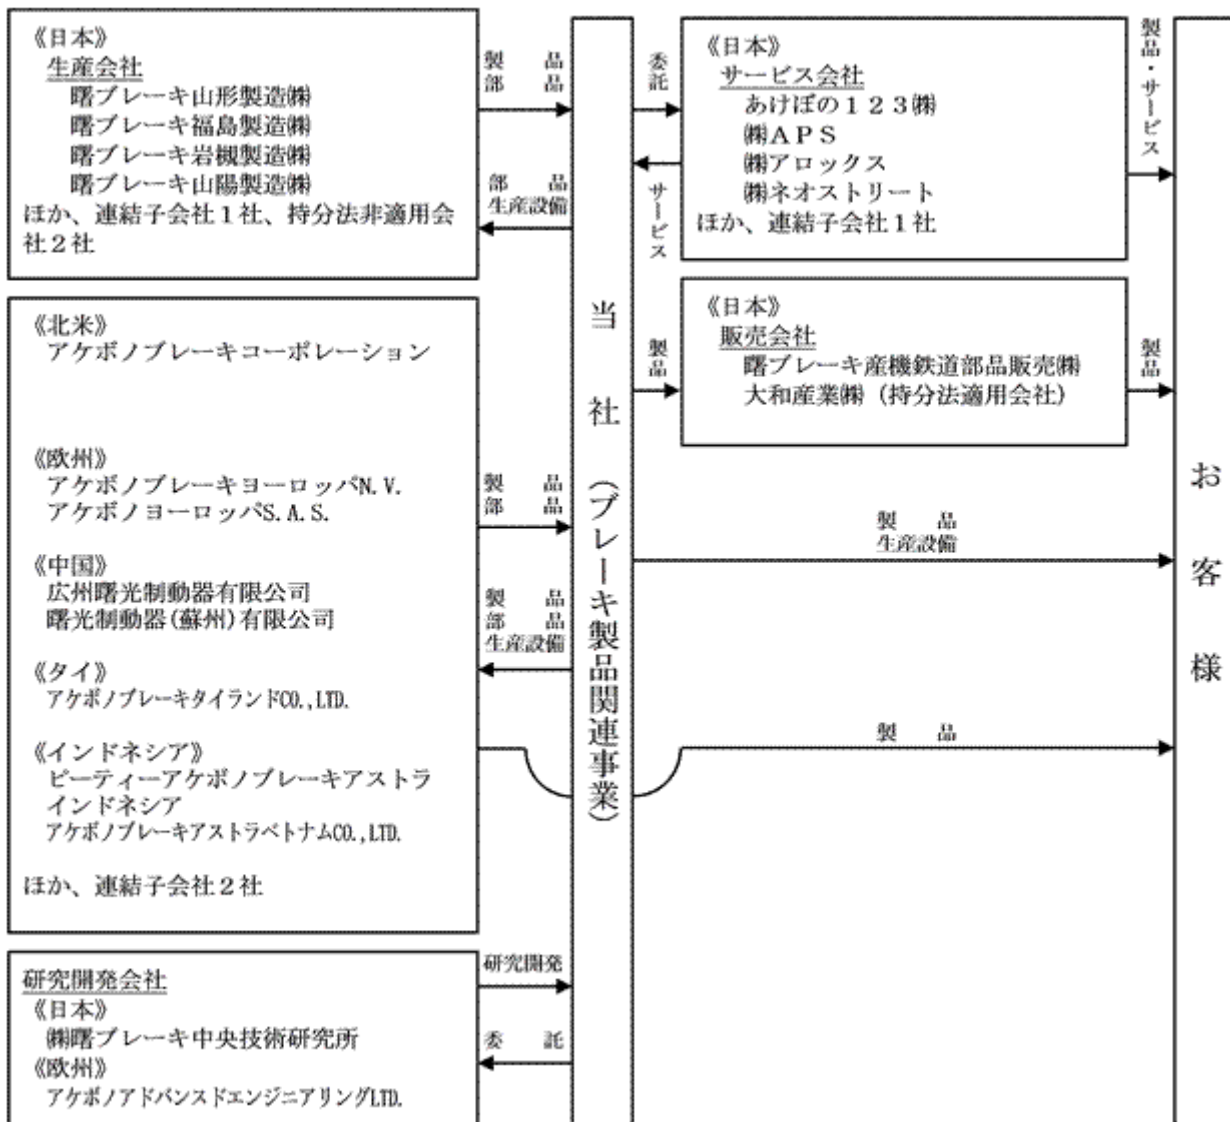 《日本》
生産会社
曙ブレーキ山形製造㈱
曙ブレーキ福島製造㈱
曙ブレーキ岩槻製造㈱
曙ブレーキ山陽製造㈱
ほか、連結子会社１社、持分法非適用会
社２社
製　品
部　品
部　品
生産設備
《北米》
アケボノブレーキコーポレーション
《欧州》
アケボノブレーキヨーロッパN.V.
アケボノヨーロッパS.A.S.
《中国》
広州曙光制動器有限公司
曙光制動器(蘇州)有限公司
《タイ》
アケボノブレーキタイランドCO.,LTD.
《インドネシア》
ピーティーアケボノブレーキアストラ
インドネシア
アケボノブレーキアストラベトナムCO.,LTD.
ほか、連結子会社２社
製　品
部　品
製　品
部　品
生産設備
研究開発会社
《日本》
㈱曙ブレーキ中央技術研究所
《欧州》
アケボノアドバンスドエンジニアリングLTD.
研究開発
委　託
当　社　（ブレーキ製品関連事業）
委託
サービス
《日本》
サービス会社
あけぼの１２３㈱
㈱ＡＰＳ
㈱アロックス
㈱ネオストリート
ほか、連結子会社１社
製品・サービス
製品
《日本》
販売会社
曙ブレーキ産機鉄道部品販売㈱
大和産業㈱（持分法適用会社）
製品
製　品
生産設備
製　品
お　客　様